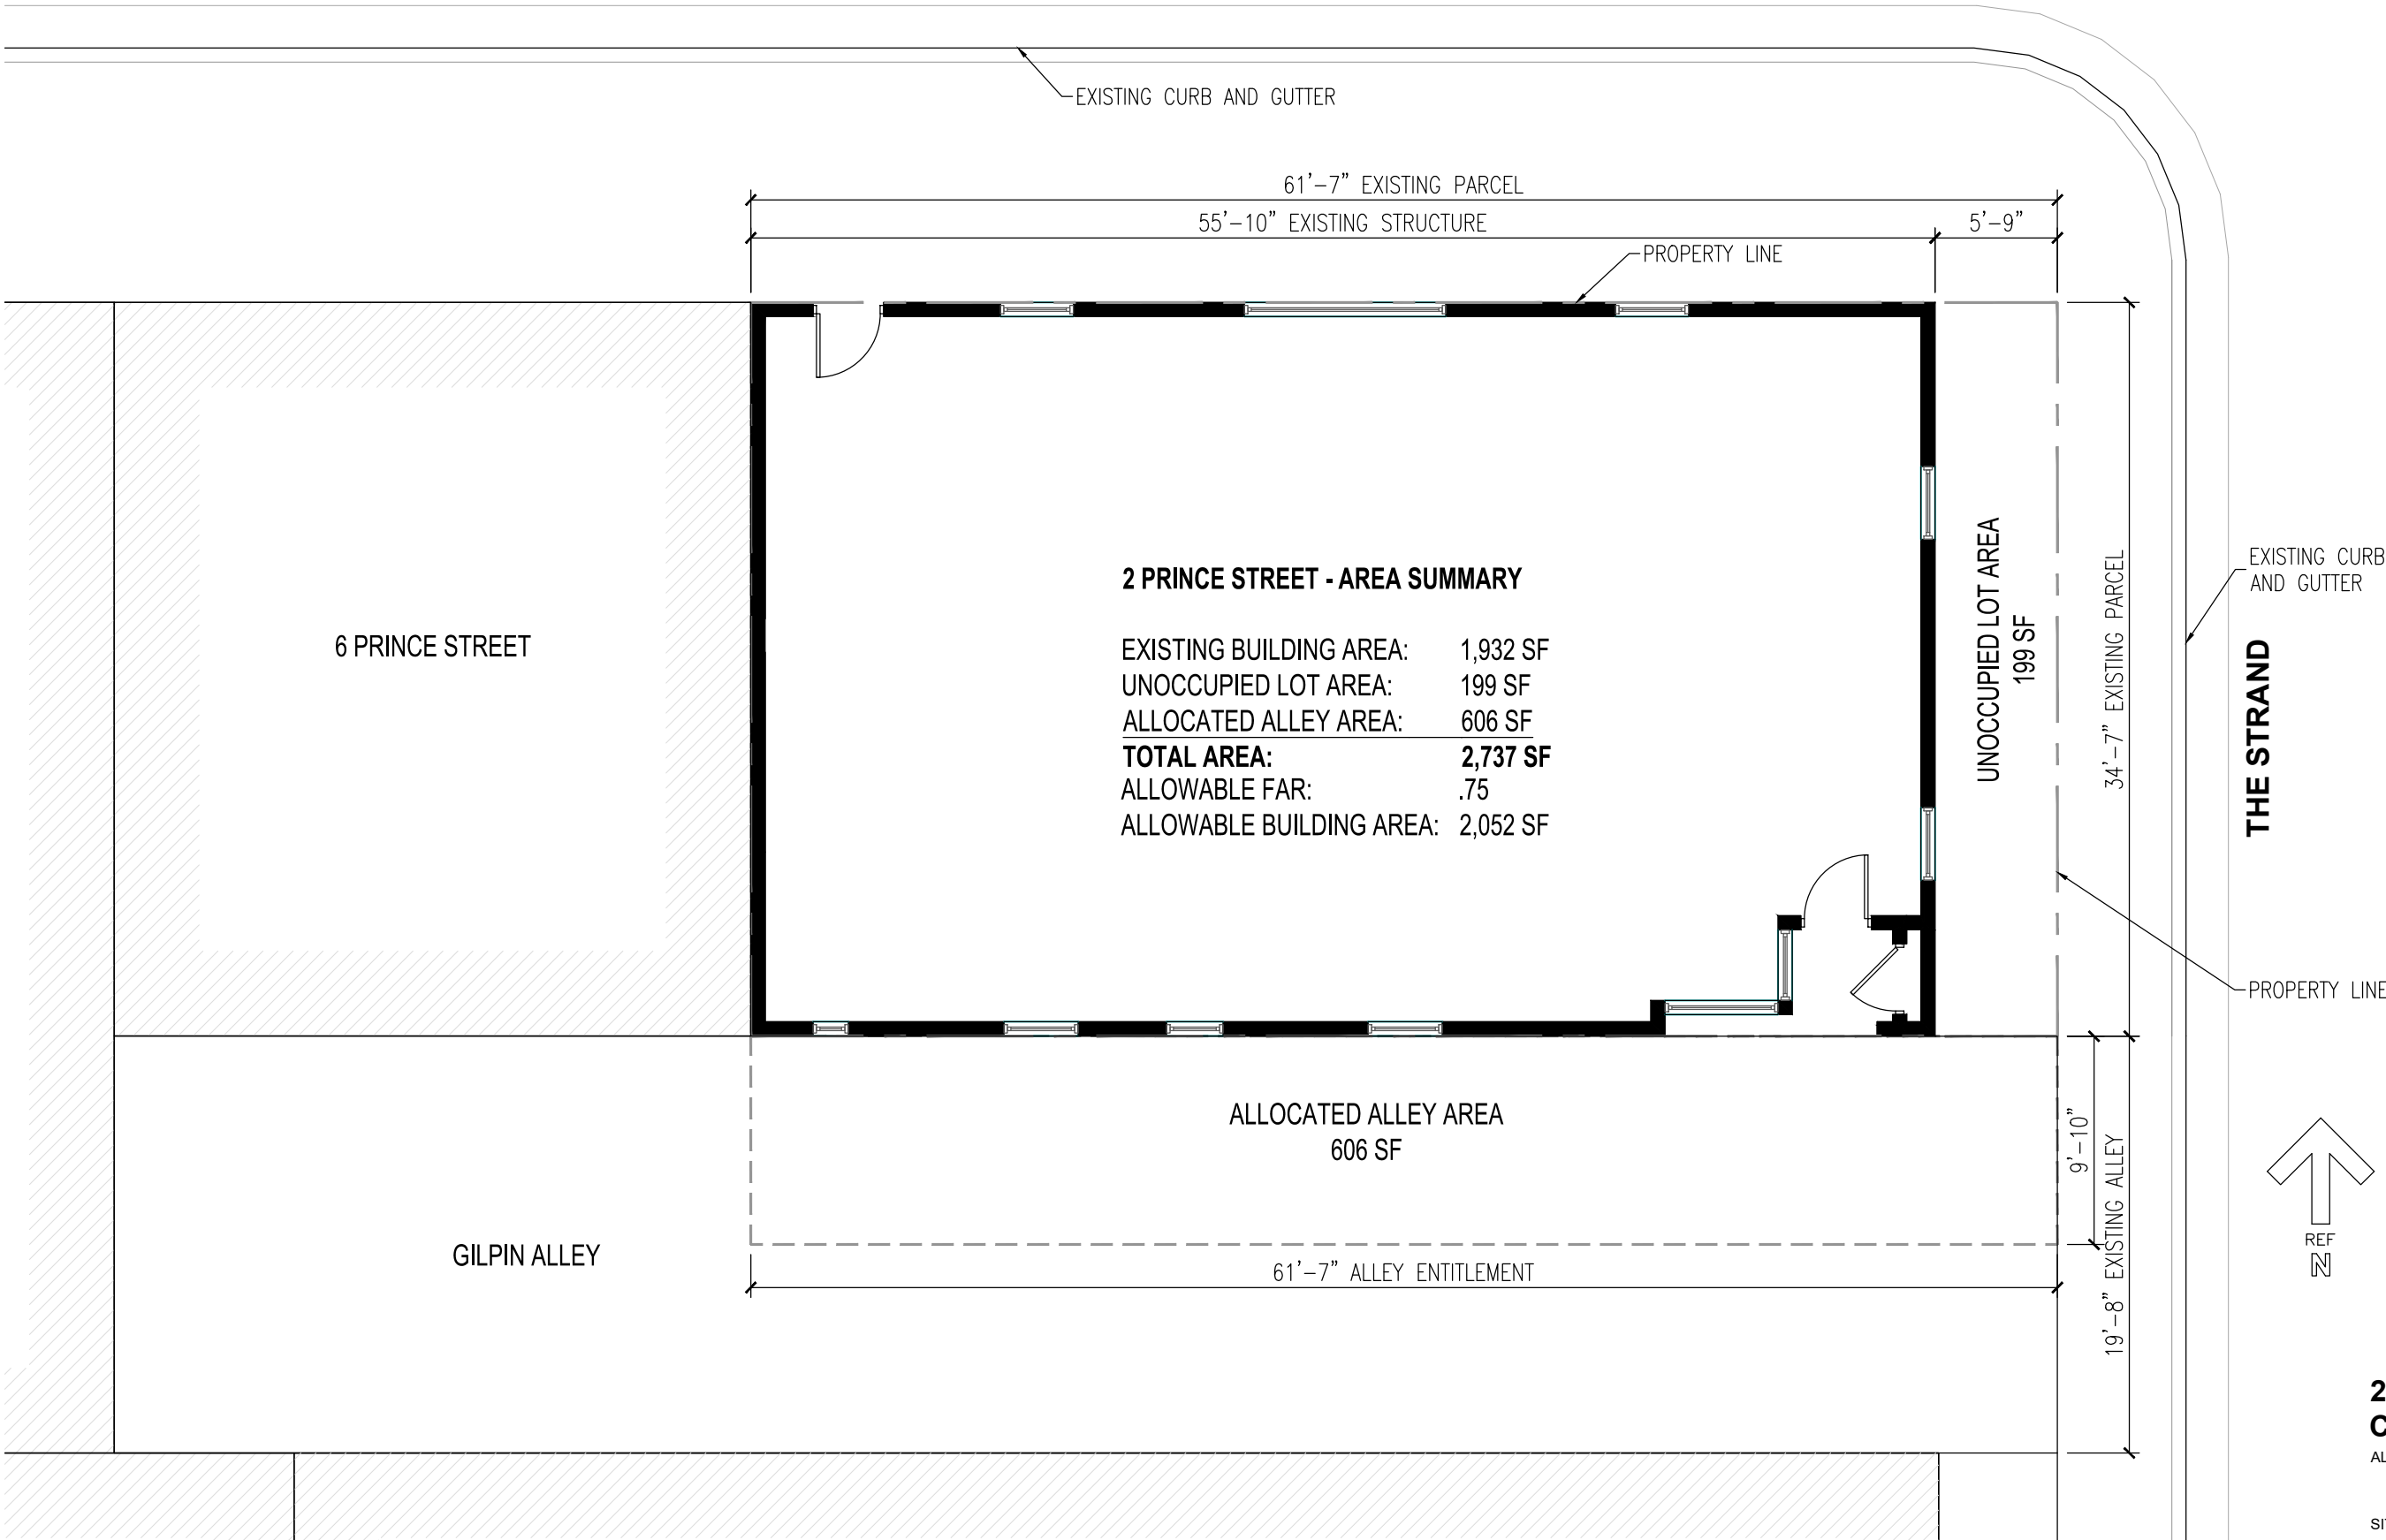 EXISTING CURB AND GUTTER
61'-7" EXISTING PARCEL
55'-10" EXISTING STRUCTURE
5'-9"
PROPERTY LINE
6 PRINCE STREET
2 PRINCE STREET - AREA SUMMARY
EXISTING BUILDING AREA: 1,932 SF
UNOCCUPIED LOT AREA: 199 SF
ALLOCATED ALLEY AREA: 606 SF
TOTAL AREA: 2,737 SF
ALLOWABLE FAR: .75
ALLOWABLE BUILDING AREA: 2,052 SF
UNOCCUPIED LOT AREA
199 SF
34'-7" EXISTING PARCEL
EXISTING CURB
AND GUTTER
THE STRAND
PROPERTY LINE
ALLOCATED ALLEY AREA
606 SF
9'-10"
19'-8" EXISTING ALLEY
GILPIN ALLEY
61'-7" ALLEY ENTITLEMENT
REF
N
2